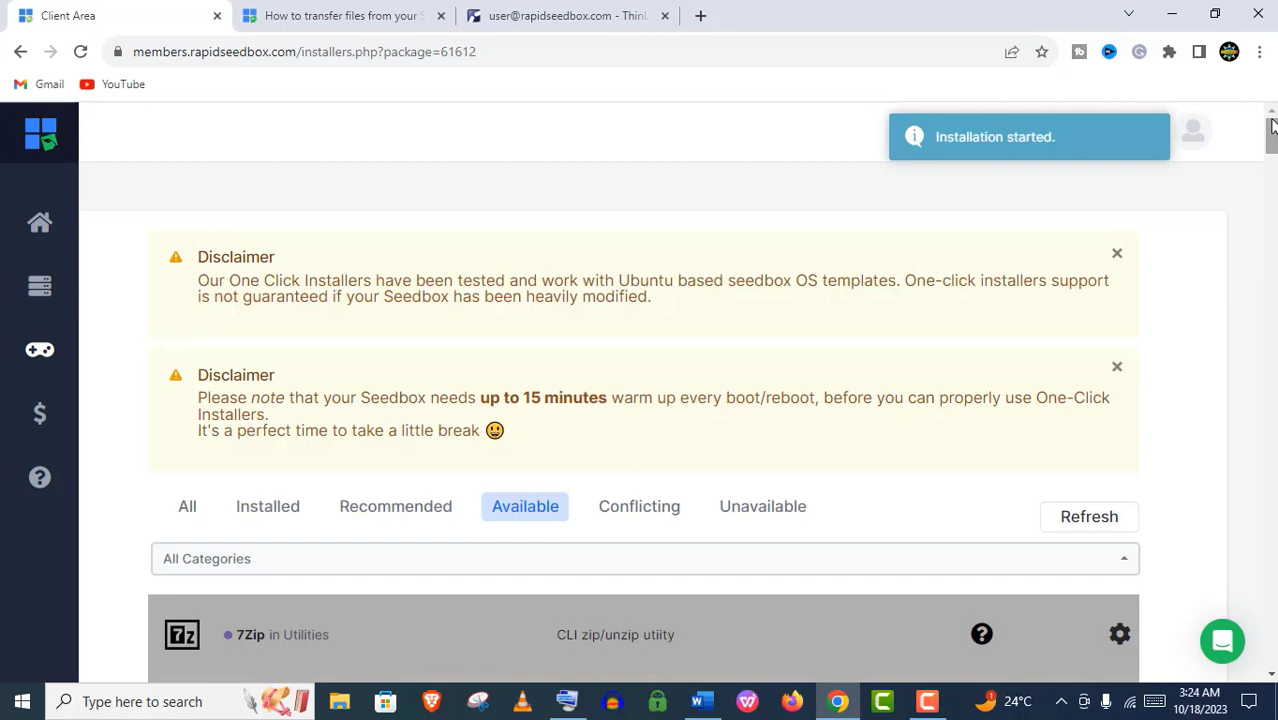 Client Area
How to transfer files from your S
user@rapidseedbox.com - Thinl
members.rapidseedbox.com/installers.php?package=61612
Gmail
YouTube
Installation started.
Disclaimer
Our One Click Installers have been tested and work with Ubuntu based seedbox OS templates. One-click installers support
is not guaranteed if your Seedbox has been heavily modified.
Disclaimer
Please note that your Seedbox needs up to 15 minutes warm up every boot/reboot, before you can properly use One-Click
Installers.
It's a perfect time to take a little break 😃
All Installed Recommended Available Conflicting Unavailable
Refresh
All Categories
7z 7Zip in Utilities CLI zip/unzip utiity
Type here to search
1 24°C
3:24 AM
10/18/2023